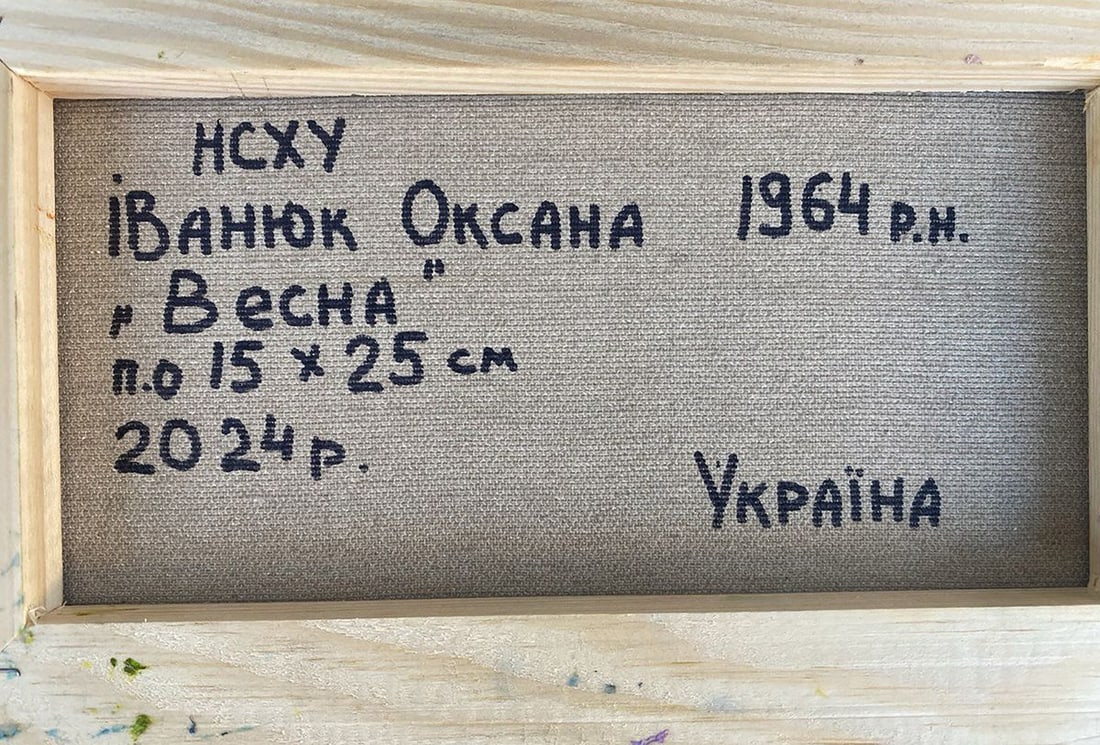 НСХУ
Іванюк Оксана 1964 р.н.
„Весна"
п.о 15 х 25 см
2024 р.
Україна